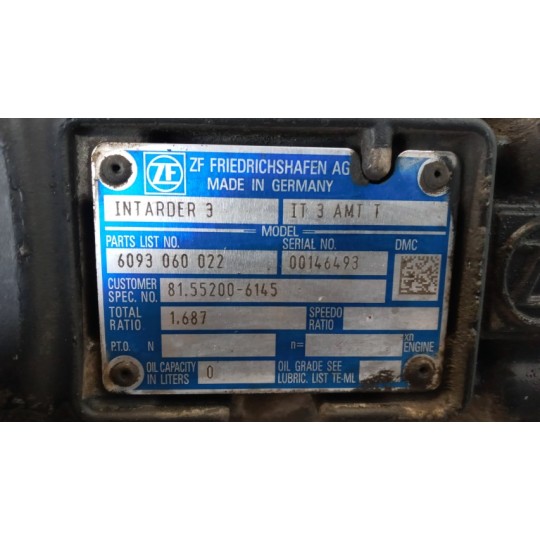 ZF ZF FRIEDRICHSHAFEN AG
MADE IN GERMANY
INTARDER 3 IT 3 AMT T
MODEL
PARTS LIST NO. SERIAL NO. DMC
6093 060 022 00146493
CUSTOMER SPEC. NO. 81.55200-6145
TOTAL RATIO 1.687 SPEEDO RATIO
P.T.O. N n= xn ENGINE
OIL CAPACITY IN LITERS 0 OIL GRADE SEE LUBRIC. LIST TE-ML